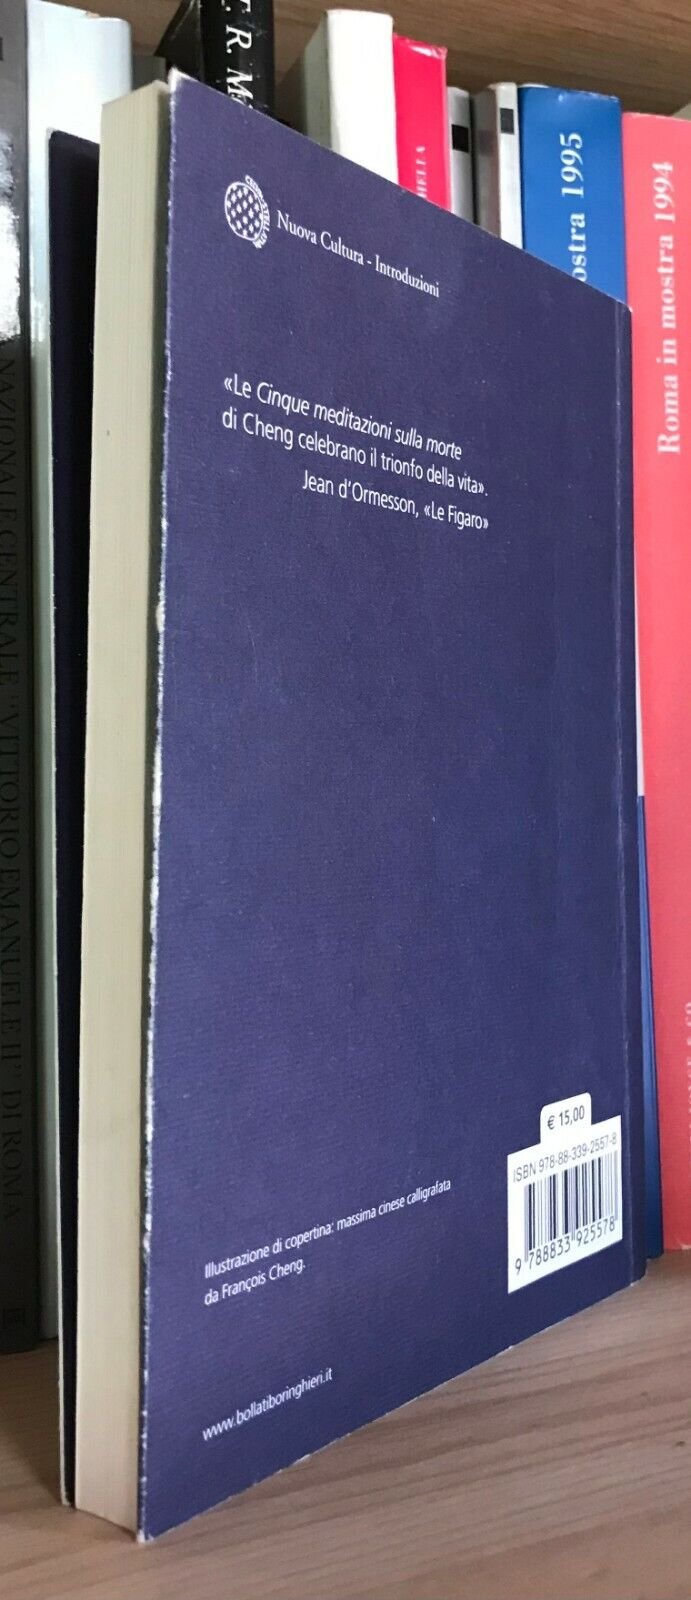 Nuova Cultura - Introduzioni
«Le Cinque meditazioni sulla morte
di Cheng celebrano il trionfo della vita».
Jean d'Ormesson, «Le Figaro»
€ 15,00
ISBN 978-88-339-2557-8
9 788833 925578
Illustrazione di copertina: massima cinese calligrafata
da François Cheng.
www.bollatiboringhieri.it
NAZIONALE CENTRALE "VITTORIO EMANUELE II" DI ROMA
T. R. M
HELLA
ostra 1995
Roma in mostra 1994